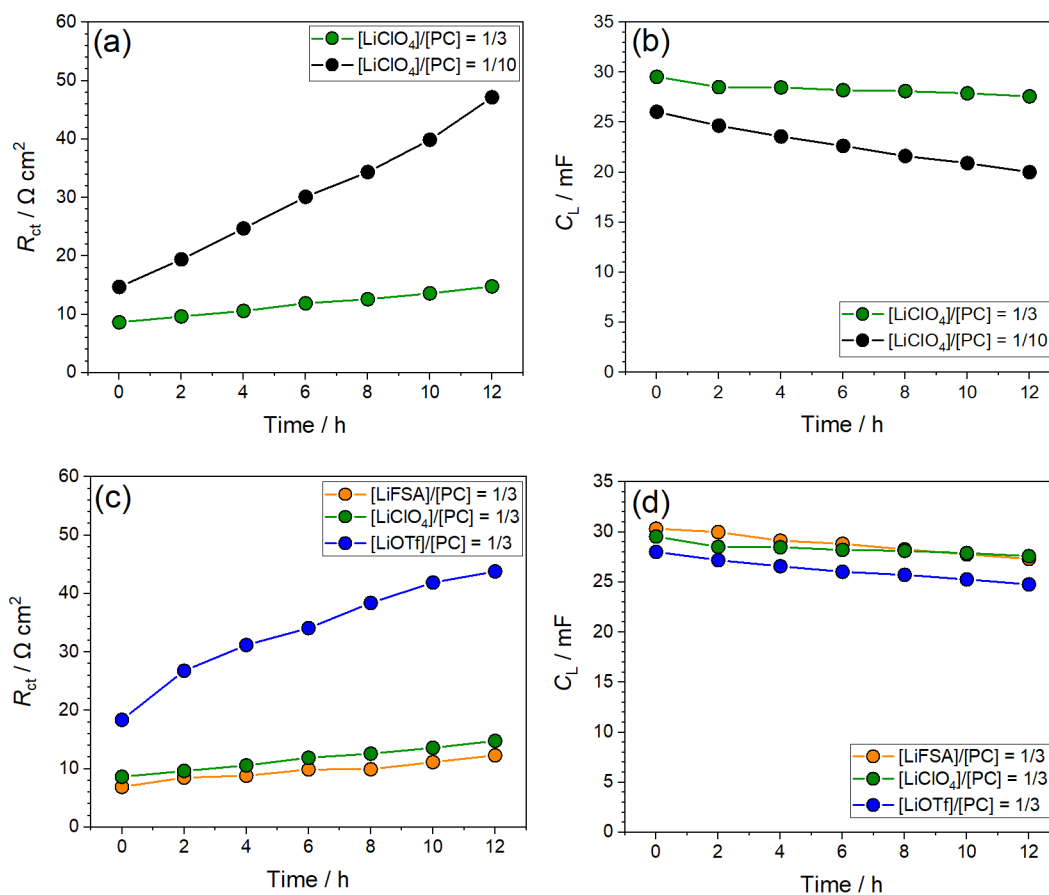 (a)
[LiClO₄]/[PC] = 1/3
[LiClO₄]/[PC] = 1/10
60
50
40
30
20
10
0
R_ct / Ω cm²
0 2 4 6 8 10 12
Time / h
(b)
35
30
25
20
15
10
5
0
C_L / mF
[LiClO₄]/[PC] = 1/3
[LiClO₄]/[PC] = 1/10
0 2 4 6 8 10 12
Time / h
(c)
[LiFSA]/[PC] = 1/3
[LiClO₄]/[PC] = 1/3
[LiOTf]/[PC] = 1/3
60
50
40
30
20
10
0
R_ct / Ω cm²
0 2 4 6 8 10 12
Time / h
(d)
35
30
25
20
15
10
5
0
C_L / mF
[LiFSA]/[PC] = 1/3
[LiClO₄]/[PC] = 1/3
[LiOTf]/[PC] = 1/3
0 2 4 6 8 10 12
Time / h